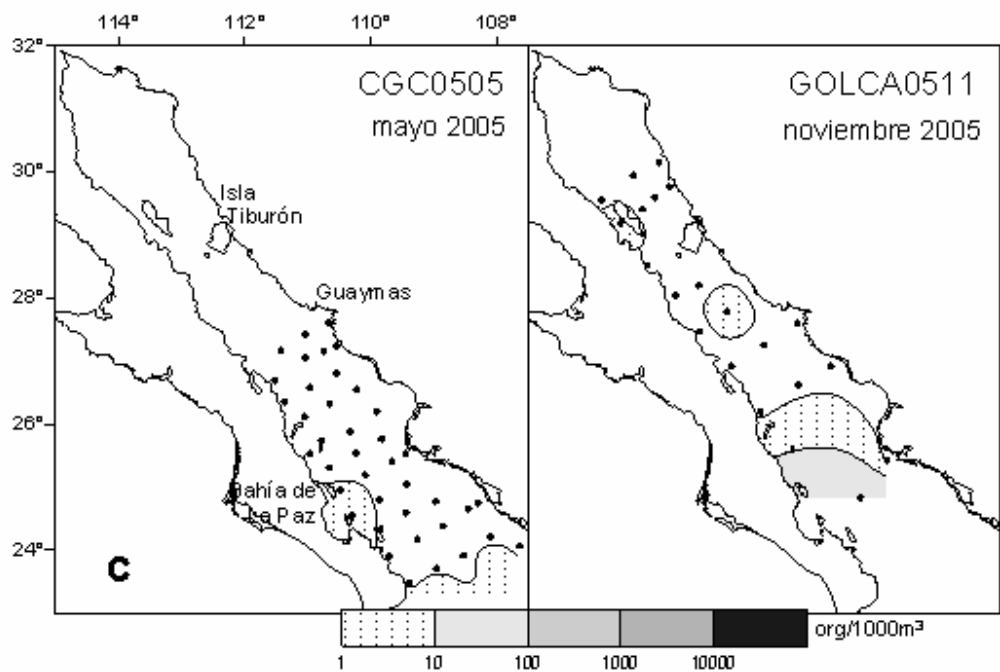 114° 112° 110° 108°
32°
30°
28°
26°
24°
CGC0505
mayo 2005
GOLCA0511
noviembre 2005
Isla
Tiburón
Guaymas
Bahía de
La Paz
C
1 10 100 1000 10000
org/1000m³